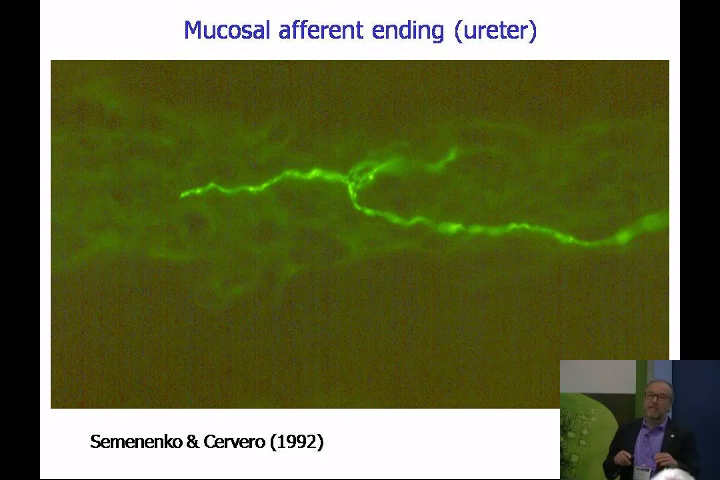 Mucosal afferent ending (ureter)
Semenenko & Cervero (1992)